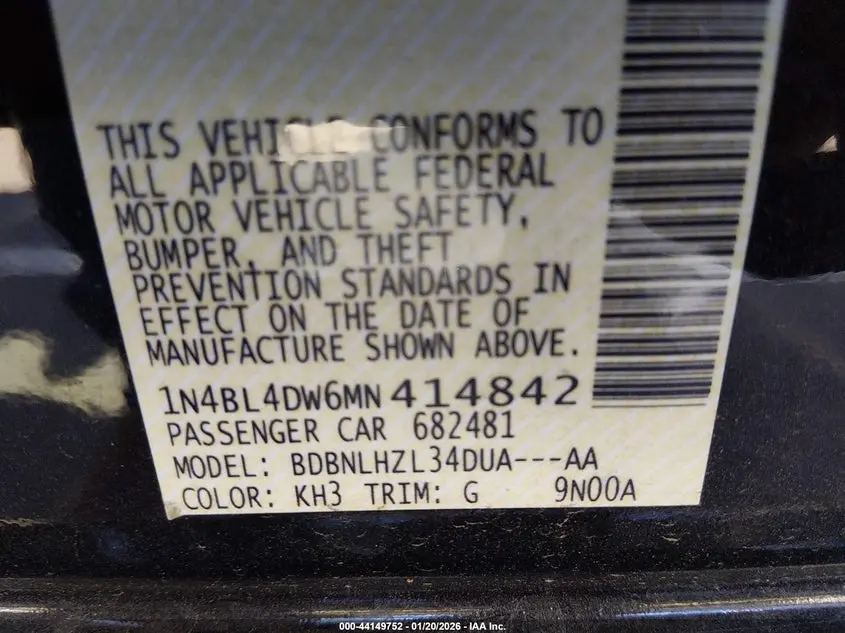 THIS VEHICLE CONFORMS TO
ALL APPLICABLE FEDERAL
MOTOR VEHICLE SAFETY,
BUMPER, AND THEFT
PREVENTION STANDARDS IN
EFFECT ON THE DATE OF
MANUFACTURE SHOWN ABOVE.
1N4BL4DW6MN414842
PASSENGER CAR 682481
MODEL: BDBNLHZL34DUA---AA
COLOR: KH3 TRIM: G 9N00A
000-44149752 - 01/20/2026 - IAA Inc.